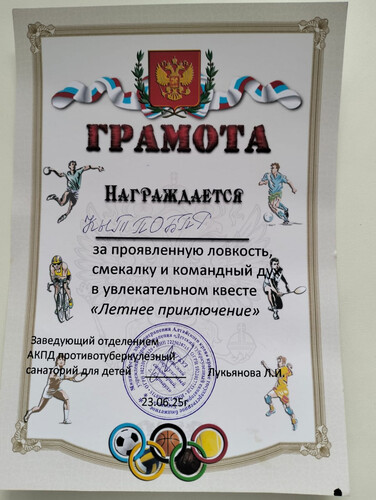 ГРАМОТА
НАГРАЖДАЕТСЯ
за проявленную ловкость,
смекалку и командный дух
в увлекательном квесте
«Летнее приключение»
Заведующий отделением
АКПД противотуберкулезный
санаторий для детей Лукьянова Л.И.
23.06.25г.